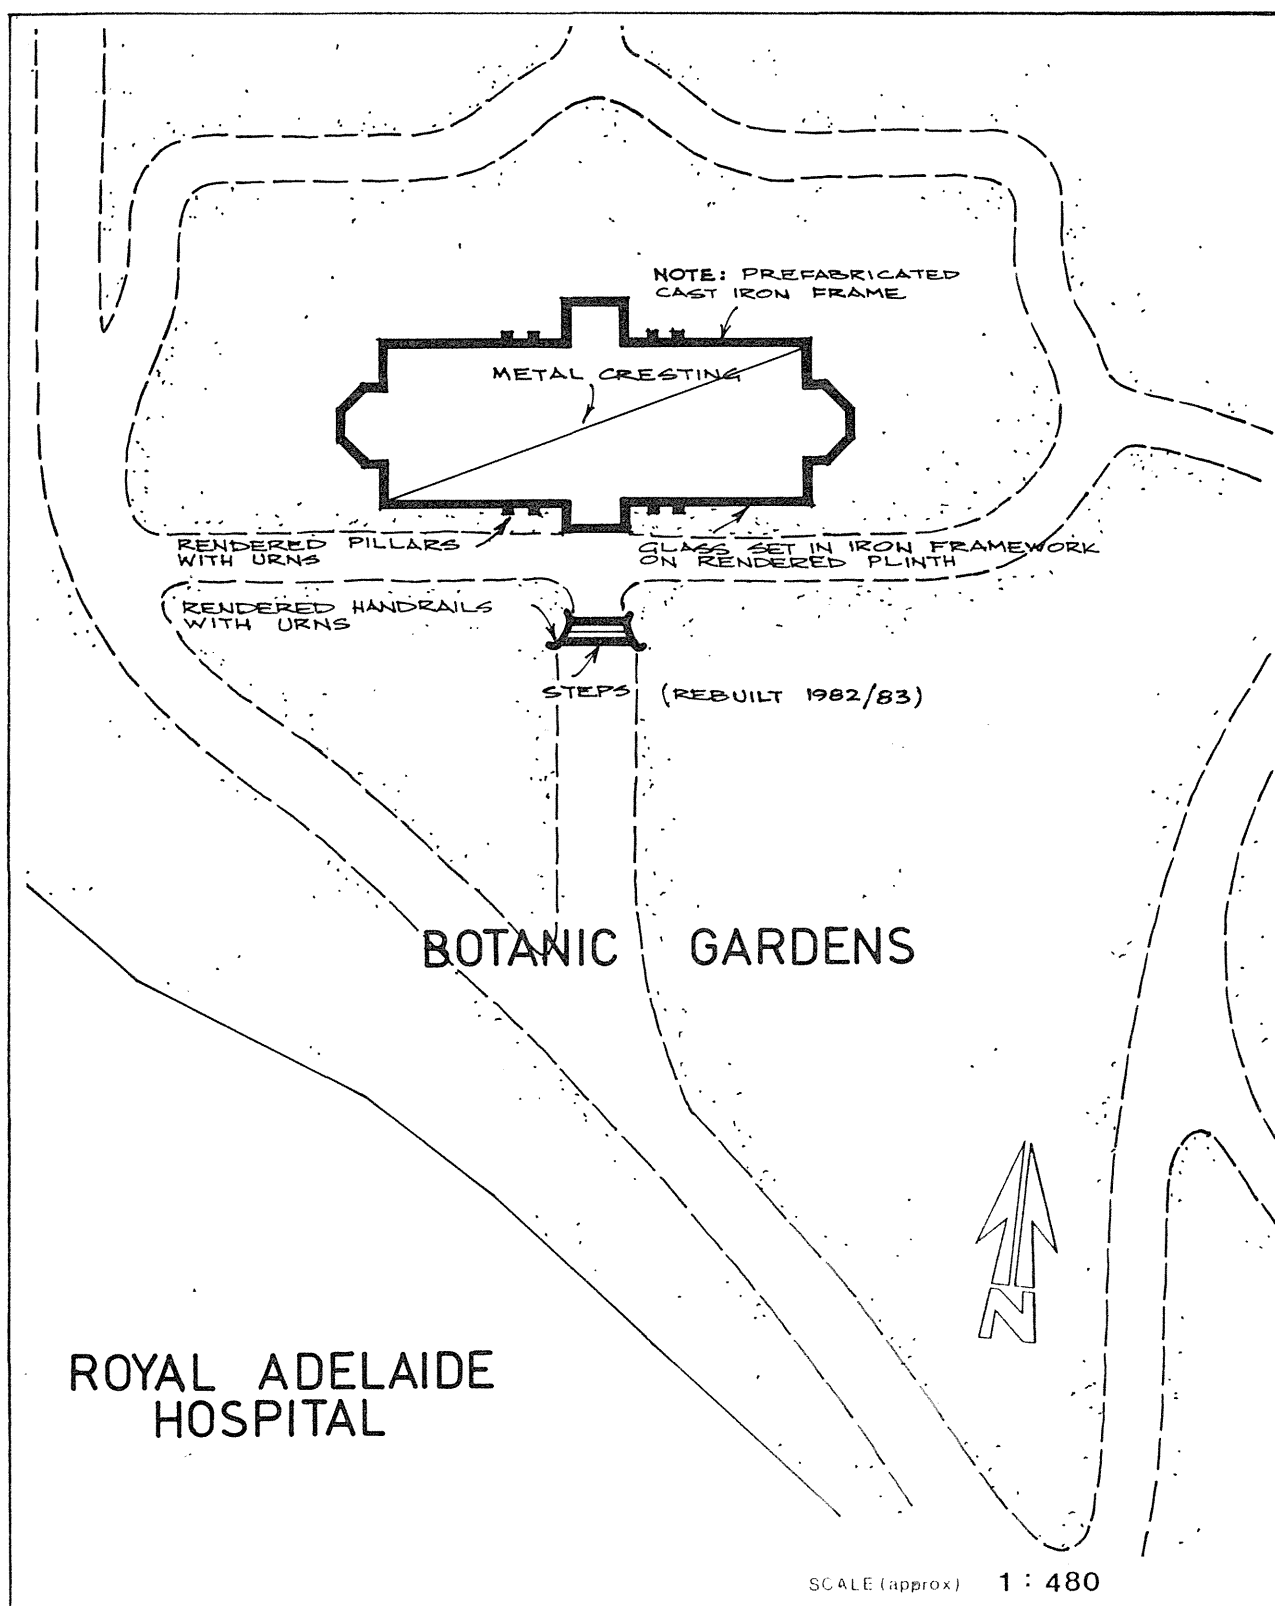 NOTE: PREFABRICATED
CAST IRON FRAME
METAL CRESTING
RENDERED PILLARS
WITH URNS
GLASS SET IN IRON FRAMEWORK
ON RENDERED PLINTH
RENDERED HANDRAILS
WITH URNS
STEPS (REBUILT 1982/83)
BOTANIC GARDENS
N
ROYAL ADELAIDE
HOSPITAL
SCALE (approx) 1 : 480